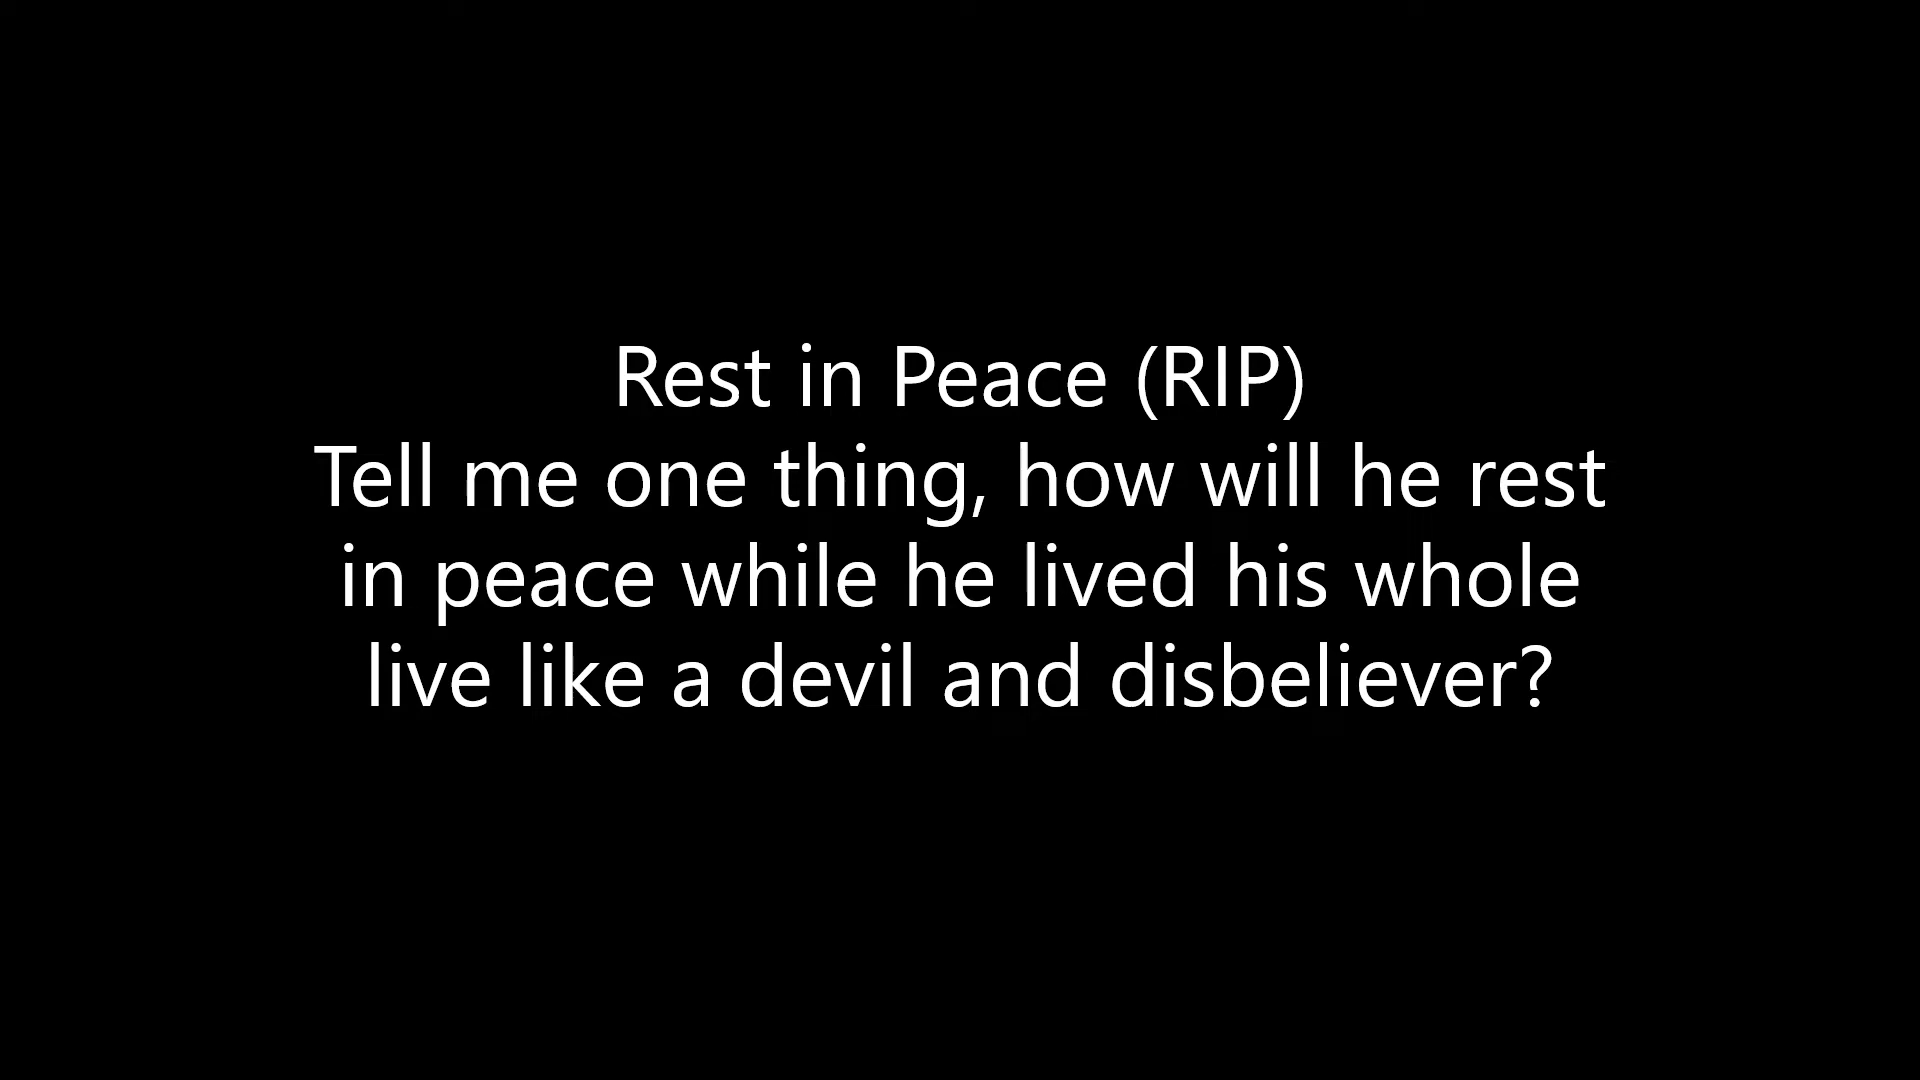 Rest in Peace (RIP)
Tell me one thing, how will he rest
in peace while he lived his whole
live like a devil and disbeliever?